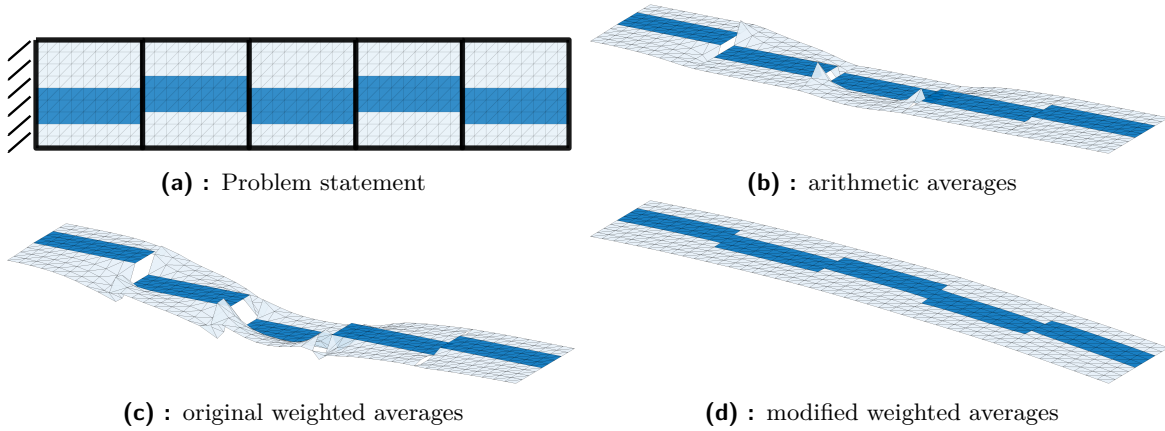 (a) : Problem statement
(b) : arithmetic averages
(c) : original weighted averages
(d) : modified weighted averages